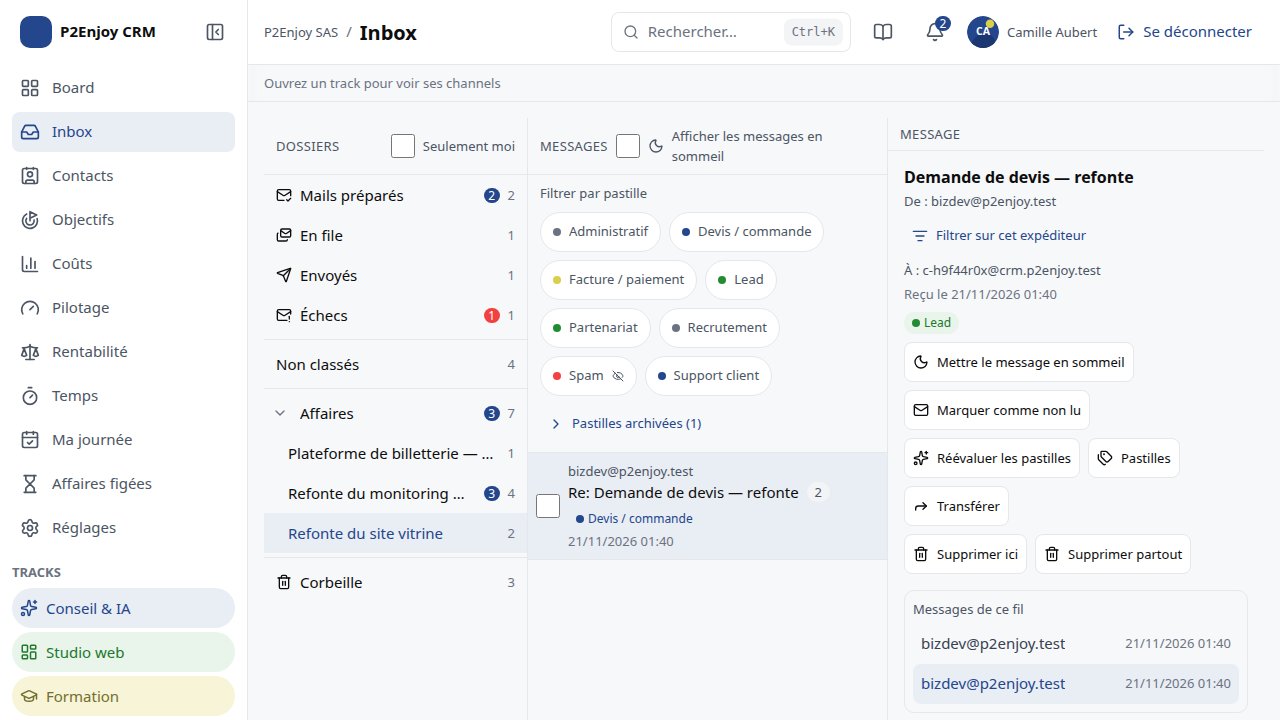 P2Enjoy CRM
Board
Inbox
Contacts
Objectifs
Coûts
Pilotage
Rentabilité
Temps
Ma journée
Affaires figées
Réglages
TRACKS
Conseil & IA
Studio web
Formation
P2Enjoy SAS / Inbox
Rechercher... Ctrl+K
2
CA Camille Aubert
Se déconnecter
Ouvrez un track pour voir ses channels
DOSSIERS Seulement moi
Mails préparés 2 2
En file 1
Envoyés 1
Échecs 1 1
Non classés 4
Affaires 3 7
Plateforme de billetterie — ... 1
Refonte du monitoring ... 3 4
Refonte du site vitrine 2
Corbeille 3
MESSAGES Afficher les messages en
sommeil
Filtrer par pastille
Administratif Devis / commande
Facture / paiement Lead
Partenariat Recrutement
Spam Support client
Pastilles archivées (1)
bizdev@p2enjoy.test
Re: Demande de devis — refonte 2
Devis / commande
21/11/2026 01:40
MESSAGE
Demande de devis — refonte
De : bizdev@p2enjoy.test
Filtrer sur cet expéditeur
À : c-h9f44r0x@crm.p2enjoy.test
Reçu le 21/11/2026 01:40
Lead
Mettre le message en sommeil
Marquer comme non lu
Réévaluer les pastilles Pastilles
Transférer
Supprimer ici Supprimer partout
Messages de ce fil
bizdev@p2enjoy.test 21/11/2026 01:40
bizdev@p2enjoy.test 21/11/2026 01:40